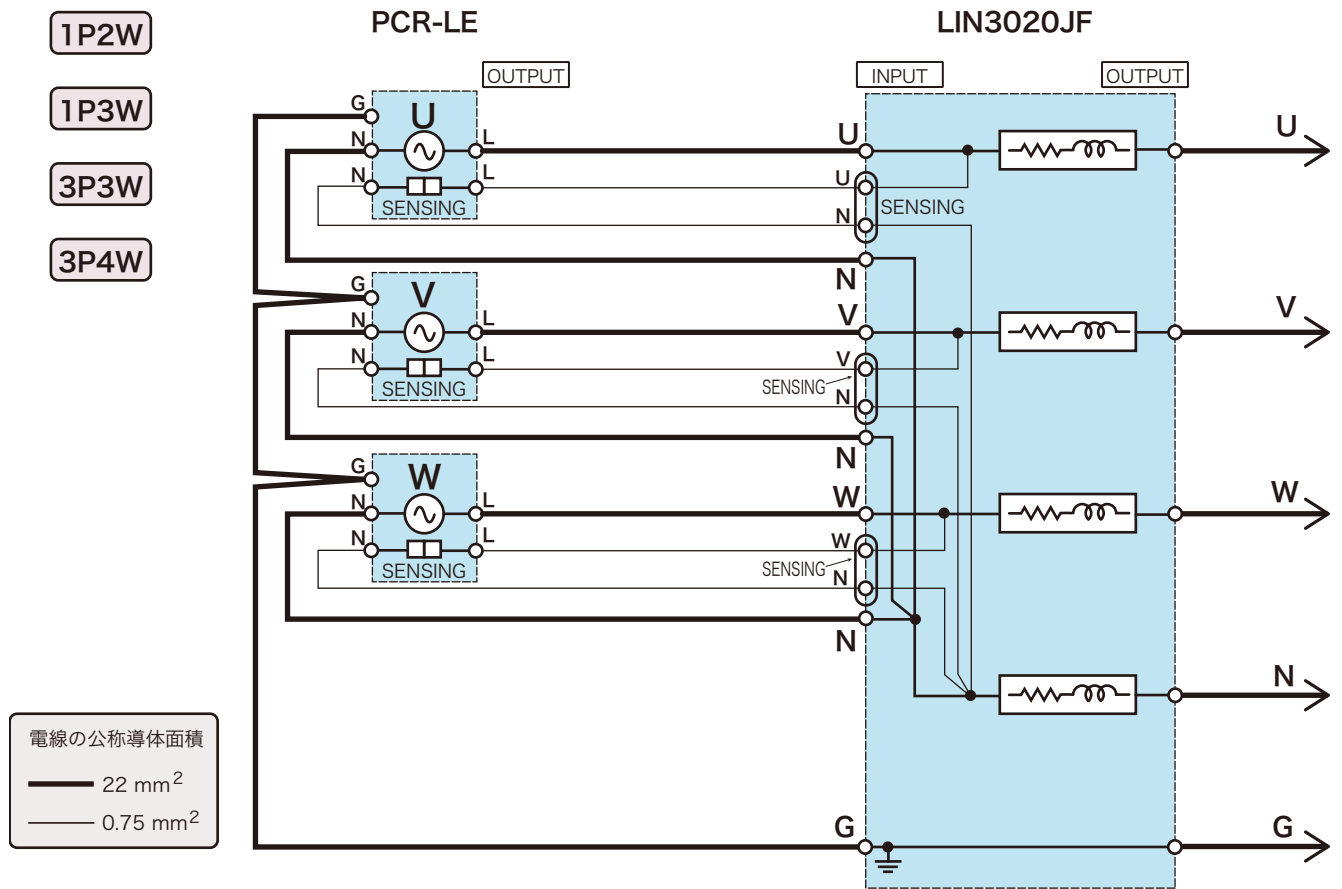 1P2W
1P3W
3P3W
3P4W
PCR-LE
LIN3020JF
OUTPUT
INPUT
OUTPUT
G
U
N
L
N
L
SENSING
U
U
N
SENSING
N
U
G
V
N
L
N
L
SENSING
V
V
SENSING
N
N
V
G
W
N
L
N
L
SENSING
W
W
SENSING
N
N
W
N
G
G
電線の公称導体面積
22 mm²
0.75 mm²